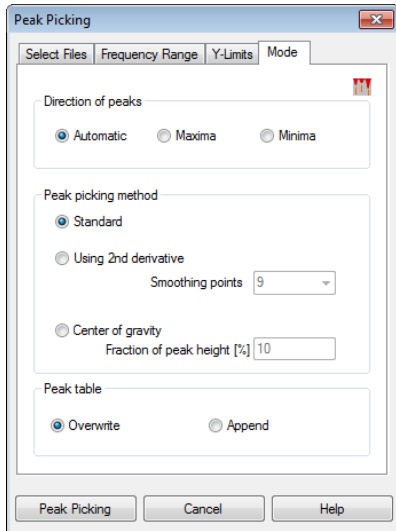 Peak Picking
Select Files Frequency Range Y-Limits Mode
Direction of peaks
Automatic Maxima Minima
Peak picking method
Standard
Using 2nd derivative
Smoothing points 9
Center of gravity
Fraction of peak height [%] 10
Peak table
Overwrite Append
Peak Picking Cancel Help